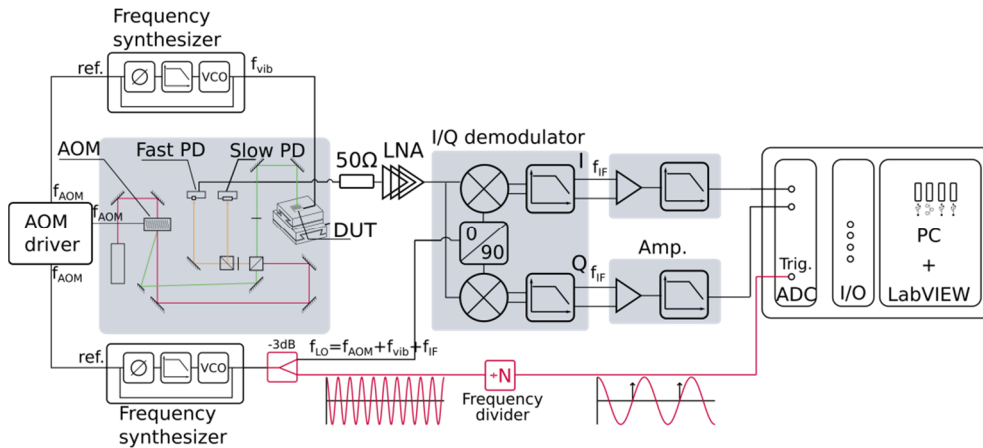 Frequency
synthesizer
ref.
VCO
f_vib
AOM
Fast PD
Slow PD
50Ω
LNA
I/Q demodulator
I
f_IF
f_AOM
AOM
driver
f_AOM
f_AOM
DUT
0
90
Q
f_IF
Amp.
Trig.
ADC
I/O
PC
+
LabVIEW
ref.
VCO
Frequency
synthesizer
-3dB
f_LO=f_AOM+f_vib+f_IF
÷N
Frequency
divider